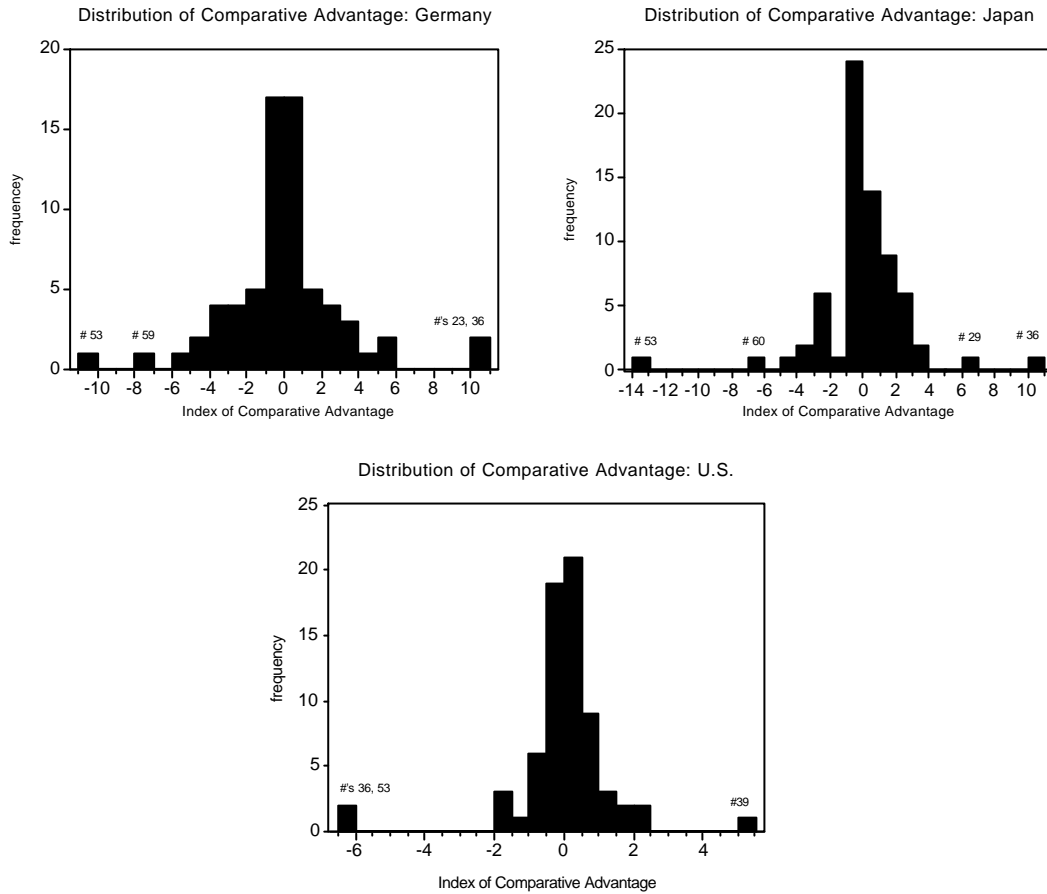 Distribution of Comparative Advantage: Germany
20
15
10
5
0
frequencey
# 53
# 59
#'s 23, 36
-10 -8 -6 -4 -2 0 2 4 6 8 10
Index of Comparative Advantage
Distribution of Comparative Advantage: Japan
25
20
15
10
5
0
frequency
# 53
# 60
# 29
# 36
-14 -12 -10 -8 -6 -4 -2 0 2 4 6 8 10
Index of Comparative Advantage
Distribution of Comparative Advantage: U.S.
25
20
15
10
5
0
frequency
#'s 36, 53
#39
-6 -4 -2 0 2 4
Index of Comparative Advantage